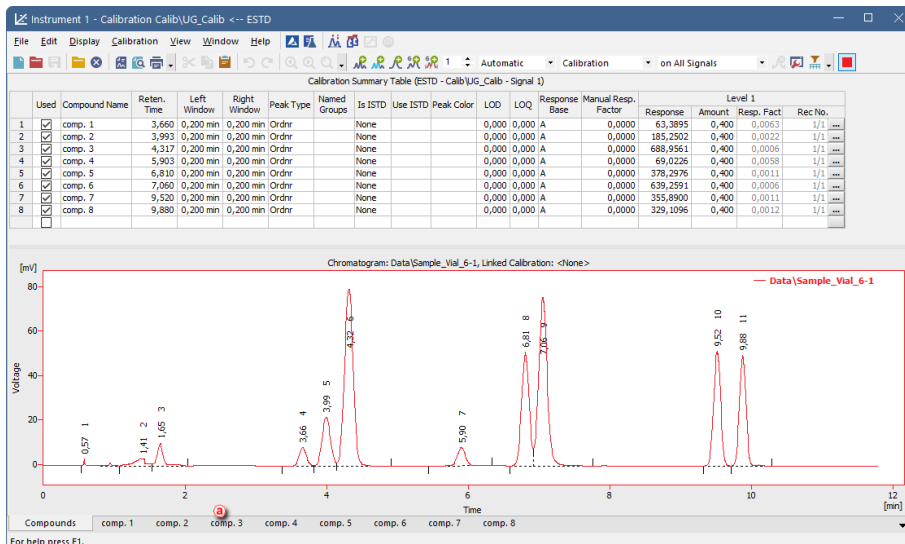 Instrument 1 - Calibration Calib\UG_Calib <-- ESTD
File Edit Display Calibration View Window Help
1 Automatic Calibration on All Signals
Calibration Summary Table (ESTD - Calib\UG_Calib - Signal 1)
Used Compound Name Reten. Time Left Window Right Window Peak Type Named Groups Is ISTD Use ISTD Peak Color LOD LOQ Response Base Manual Resp. Factor Level 1
Response Amount Resp. Fact Rec No.
1 comp. 1 3,660 0,200 min 0,200 min Ordnr None 0,000 0,000 A 0,0000 63,3895 0,400 0,0063 1/1 ...
2 comp. 2 3,993 0,200 min 0,200 min Ordnr None 0,000 0,000 A 0,0000 185,2502 0,400 0,0022 1/1 ...
3 comp. 3 4,317 0,200 min 0,200 min Ordnr None 0,000 0,000 A 0,0000 688,9561 0,400 0,0006 1/1 ...
4 comp. 4 5,903 0,200 min 0,200 min Ordnr None 0,000 0,000 A 0,0000 69,0226 0,400 0,0058 1/1 ...
5 comp. 5 6,810 0,200 min 0,200 min Ordnr None 0,000 0,000 A 0,0000 378,2976 0,400 0,0011 1/1 ...
6 comp. 6 7,060 0,200 min 0,200 min Ordnr None 0,000 0,000 A 0,0000 639,2591 0,400 0,0006 1/1 ...
7 comp. 7 9,520 0,200 min 0,200 min Ordnr None 0,000 0,000 A 0,0000 355,8900 0,400 0,0011 1/1 ...
8 comp. 8 9,880 0,200 min 0,200 min Ordnr None 0,000 0,000 A 0,0000 329,1096 0,400 0,0012 1/1 ...
Chromatogram: Data\Sample_Vial_6-1, Linked Calibration: <None>
[mV]
Data\Sample_Vial_6-1
80
60
40
20
0
Voltage
0,57 1
1,41 2
1,65 3
3,66 4
3,99 5
4,32 6
5,90 7
6,81 8
7,06 9
9,52 10
9,88 11
0 2 4 6 8 10 12
Time
[min]
a
Compounds comp. 1 comp. 2 comp. 3 comp. 4 comp. 5 comp. 6 comp. 7 comp. 8
For help press F1.